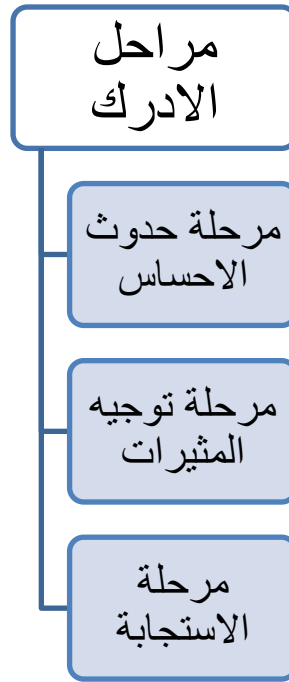 مراحل
الادرك
مرحلة حدوث
الاحساس
مرحلة توجيه
المثيرات
مرحلة
الاستجابة